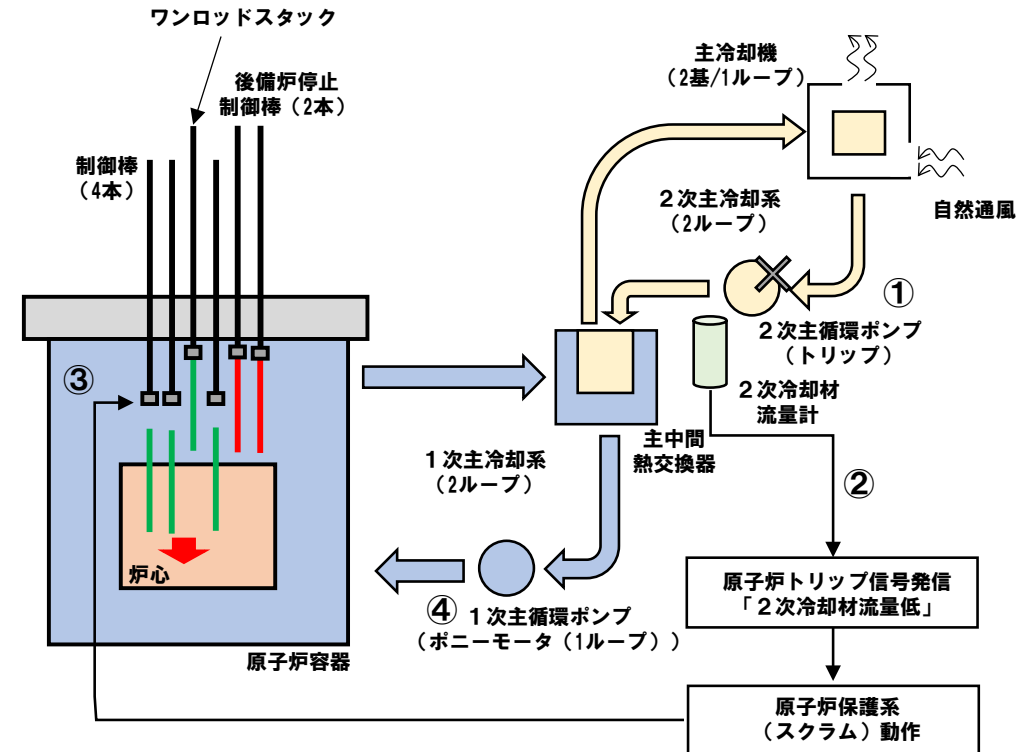 ワンロッドスタック
後備炉停止
制御棒（2本）
制御棒
（4本）
主冷却機
（2基/1ループ）
自然通風
２次主冷却系
（2ループ）
①
２次主循環ポンプ
（トリップ）
２次冷却材
流量計
主中間
熱交換器
③
１次主冷却系
（2ループ）
②
炉心
④
１次主循環ポンプ
（ポニーモータ（1ループ））
原子炉容器
原子炉トリップ信号発信
「２次冷却材流量低」
原子炉保護系
（スクラム）動作